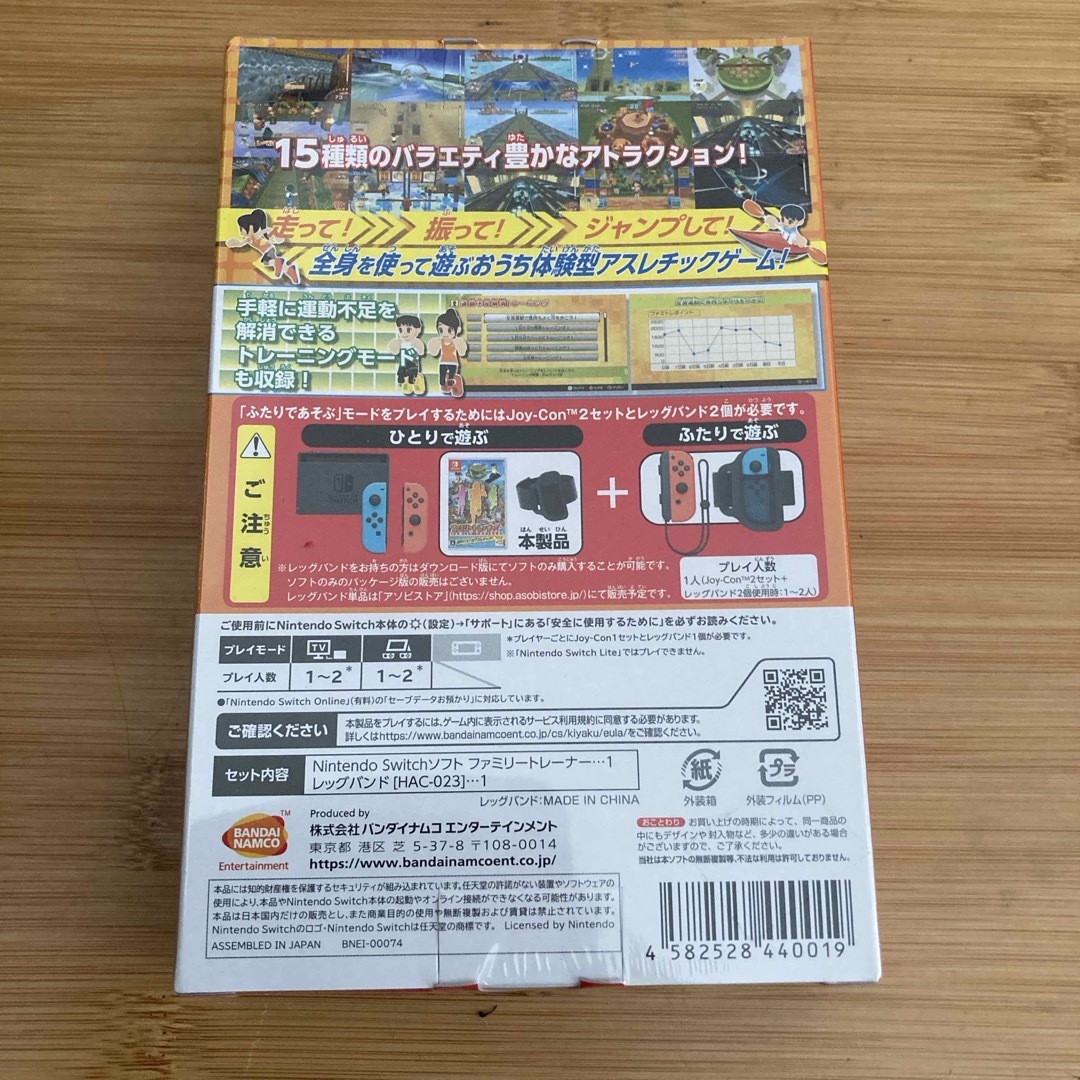 15種類のバラエティ豊かなアトラクション!
走って! 振って! ジャンプして!
全身を使って遊ぶおうち体験型アスレチックゲーム!
手軽に運動不足を
解消できる
トレーニングモード
も収録!
ファミトレポイント
「ふたりであそぶ」モードをプレイするためにはJoy-Con™2セットとレッグバンド2個が必要です。
ご注意
ひとりで遊ぶ
ふたりで遊ぶ
本製品
+
※レッグバンドをお持ちの方はダウンロード版にてソフトのみ購入することが可能です。
ソフトのみのパッケージ版の販売はございません。
レッグバンド単品は「アソビストア」(https://shop.asobistore.jp/)にて販売予定です。
プレイ人数
1人(Joy-Con™2セット+
レッグバンド2個使用時:1〜2人)
ご使用前にNintendo Switch本体の(設定)→「サポート」にある「安全に使用するために」を必ずお読みください。
プレイモード TV
プレイ人数 1〜2* 1〜2*
*プレイヤーごとにJoy-Con1セットとレッグバンド1個が必要です。
※「Nintendo Switch Lite」ではプレイできません。
●「Nintendo Switch Online」(有料)の「セーブデータお預かり」に対応しています。
ご確認ください
本製品をプレイするには、ゲーム内に表示されるサービス利用規約に同意する必要があります。
詳しくはhttps://www.bandainamcoent.co.jp/cs/kiyaku/eula/をご確認ください。
セット内容
Nintendo Switchソフト ファミリートレーナー…1
レッグバンド [HAC-023]…1
レッグバンド:MADE IN CHINA
紙
外装箱
プラ
外装フィルム(PP)
BANDAI
NAMCO
Entertainment
™
Produced by
株式会社バンダイナムコ エンターテインメント
東京都 港区 芝 5-37-8 〒108-0014
https://www.bandainamcoent.co.jp/
おことわり お買い上げの時期によって、同一商品の
中にもデザインや封入物など、多少の違いがある場合
がございますので、ご了承ください。
当社は本ソフトの無断複製等、不法な利用は許可しておりません。
本品には知的財産権を保護するセキュリティが組み込まれています。任天堂の許諾がない装置やソフトウェアの
使用により、本品やNintendo Switch本体の起動やオンライン接続ができなくなる可能性があります。
本品は日本国内だけの販売とし、また商業目的の使用や無断複製および賃貸は禁止されています。
Nintendo Switchのロゴ・Nintendo Switchは任天堂の商標です。 Licensed by Nintendo
ASSEMBLED IN JAPAN BNEI-00074
4 582528 440019